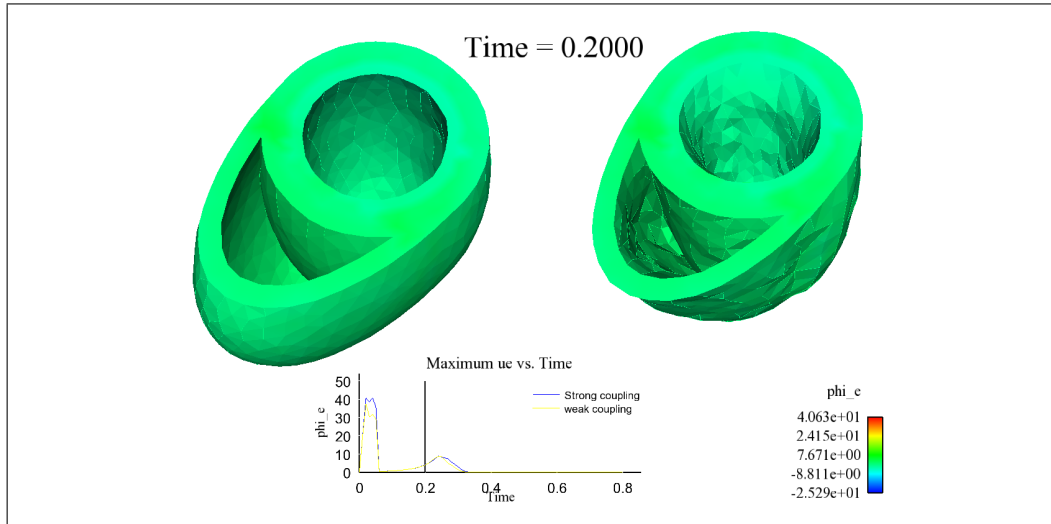 Time = 0.2000
Maximum ue vs. Time
50
40
30
20
10
0
phi_e
Strong coupling
weak coupling
0
0.2
0.4
0.6
0.8
Time
phi_e
4.063e+01
2.415e+01
7.671e+00
-8.811e+00
-2.529e+01